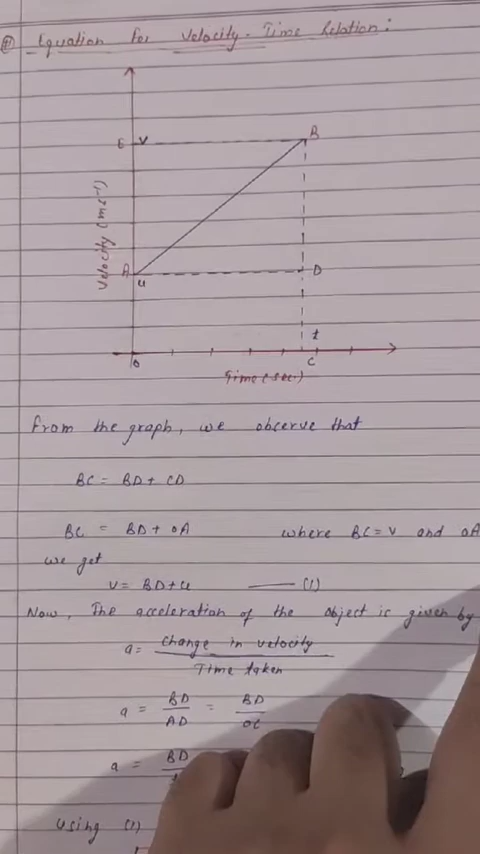 Equation for Velocity-Time Relation:
E V
B
Velocity (ms⁻¹)
A
u
D
t
O
C
Time (sec.)
From the graph, we observe that
BC = BD + CD
BC = BD + OA where BC = V and OA
we get
V = BD + u —— (1)
Now, The acceleration of the object is given by
a = Change in velocity
Time taken
a = BD = BD
AD OC
a = BD
Using (1)